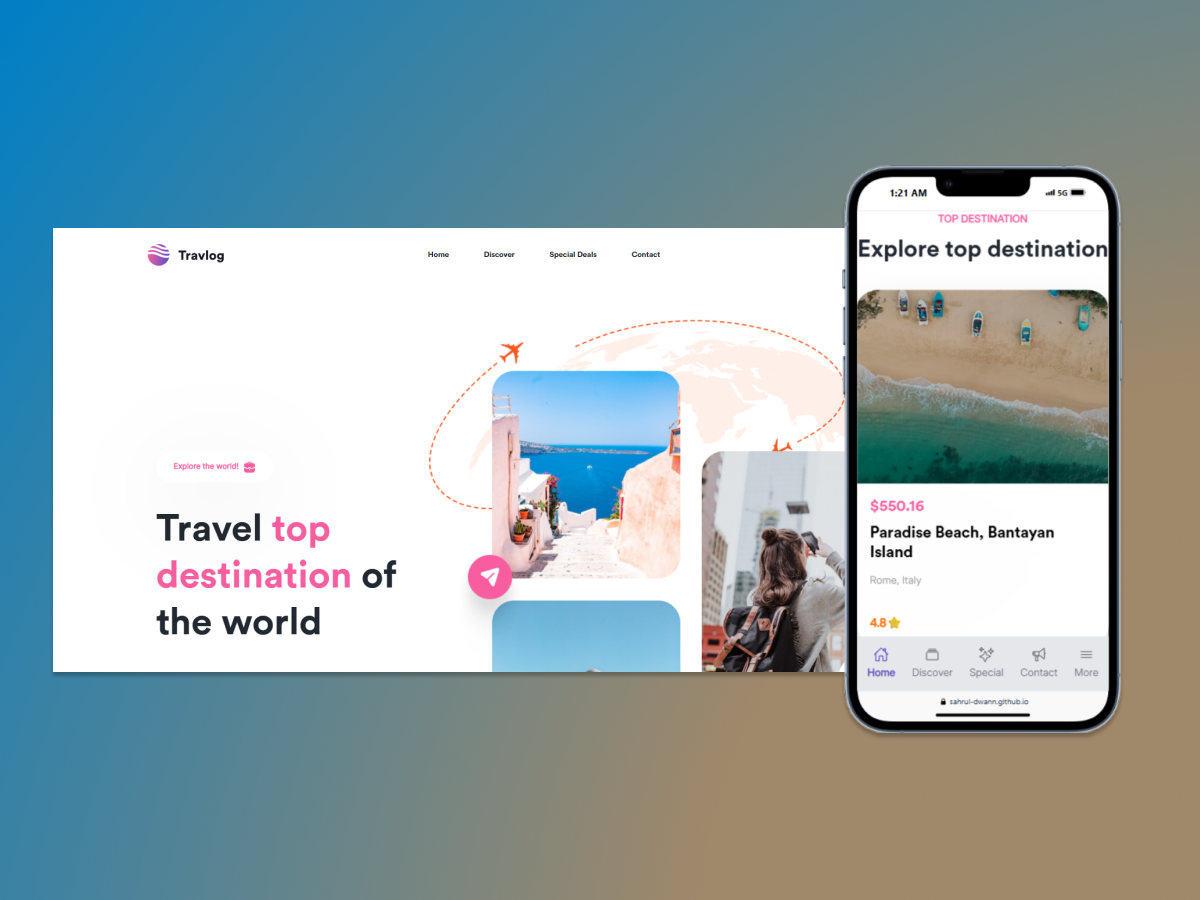 Travlog
Home Discover Special Deals Contact
Explore the world!
Travel top
destination of
the world
1:21 AM
5G
TOP DESTINATION
Explore top destination
$550.16
Paradise Beach, Bantayan
Island
Rome, Italy
4.8
Home Discover Special Contact More
sahrul-dwann.github.io